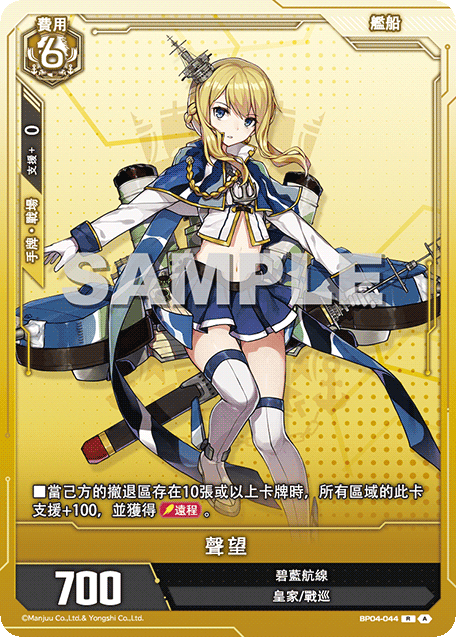 費用
6
艦船
支援+ 0
手牌・戰場
SAMPLE
■當己方的撤退區存在10張或以上卡牌時，所有區域的此卡
支援+100，並獲得 遠程 。
聲望
700
碧藍航線
皇家/戰巡
©Manjuu Co.,Ltd.& Yongshi Co.,Ltd.
BP04-044 R A